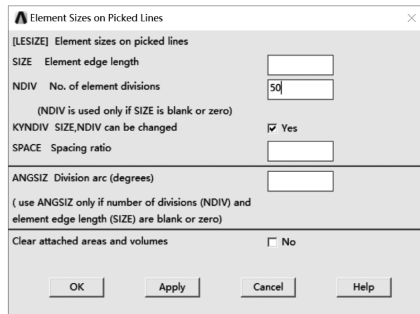 Element Sizes on Picked Lines
[LESIZE] Element sizes on picked lines
SIZE Element edge length
NDIV No. of element divisions 50
(NDIV is used only if SIZE is blank or zero)
KYNDIV SIZE,NDIV can be changed Yes
SPACE Spacing ratio
ANGSIZ Division arc (degrees)
( use ANGSIZ only if number of divisions (NDIV) and
element edge length (SIZE) are blank or zero)
Clear attached areas and volumes No
OK Apply Cancel Help